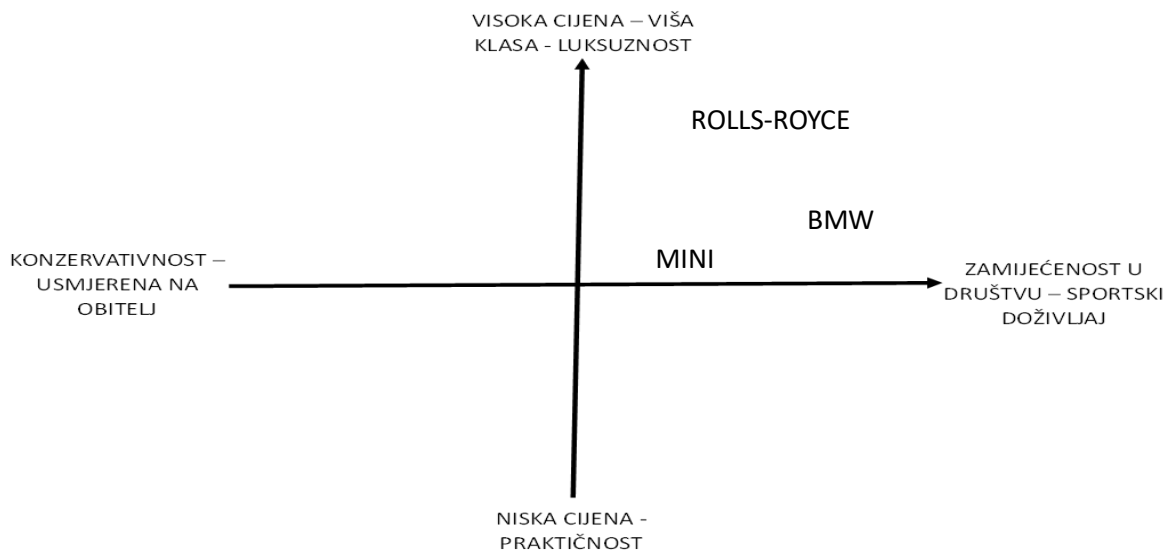 VISOKA CIJENA – VIŠA
KLASA - LUKSUZNOST
ROLLS-ROYCE
BMW
MINI
KONZERVATIVNOST –
USMJERENA NA
OBITELJ
ZAMIJEĆENOST U
DRUŠTVU – SPORTSKI
DOŽIVLJAJ
NISKA CIJENA -
PRAKTIČNOST